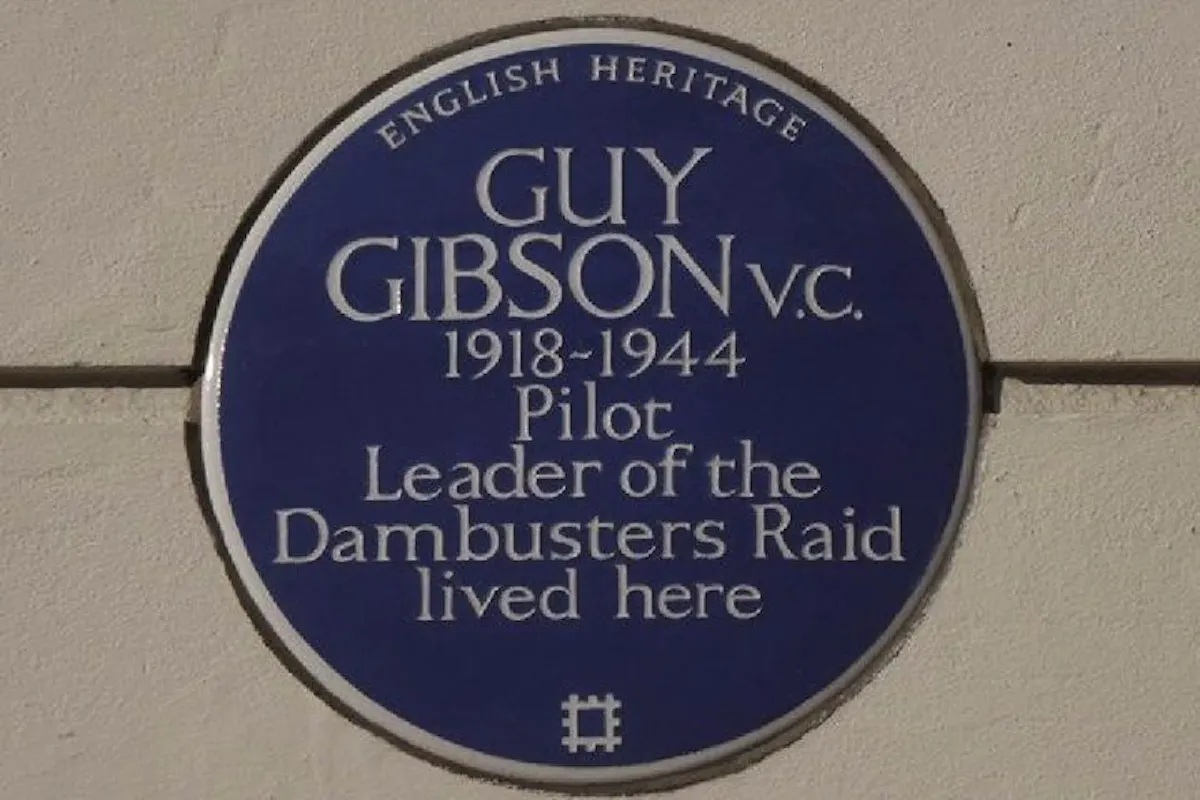 ENGLISH HERITAGE
GUY
GIBSON V.C.
1918~1944
Pilot
Leader of the
Dambusters Raid
lived here